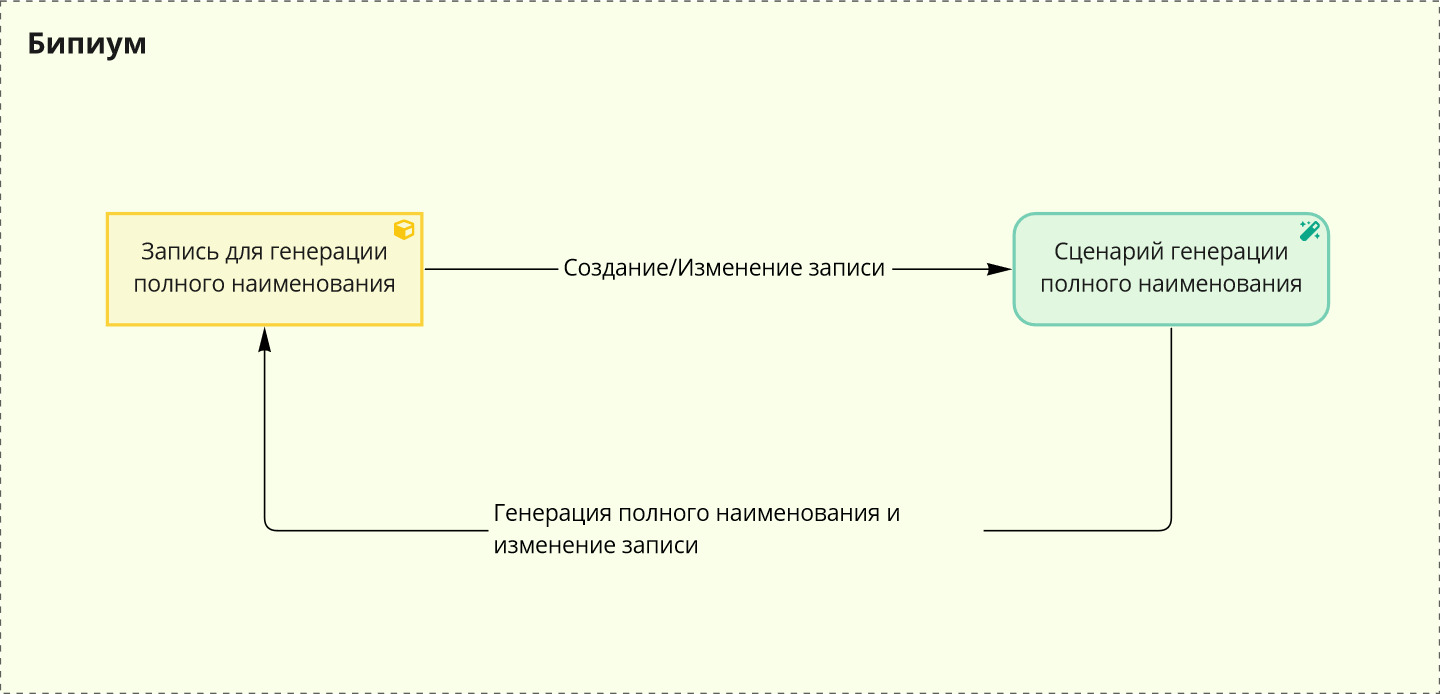 Бипиум
Запись для генерации
полного наименования
Создание/Изменение записи
Сценарий генерации
полного наименования
Генерация полного наименования и
изменение записи